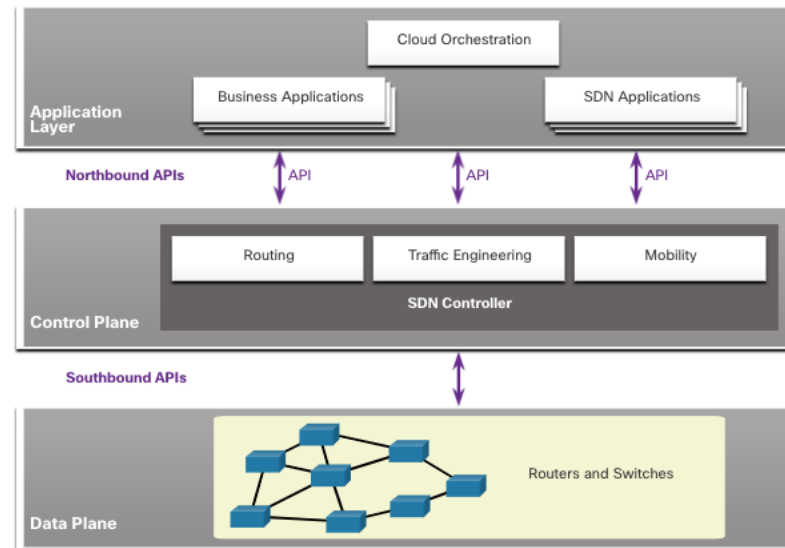 Cloud Orchestration
Business Applications
SDN Applications
Application
Layer
Northbound APIs
API
API
API
Routing
Traffic Engineering
Mobility
SDN Controller
Control Plane
Southbound APIs
Routers and Switches
Data Plane